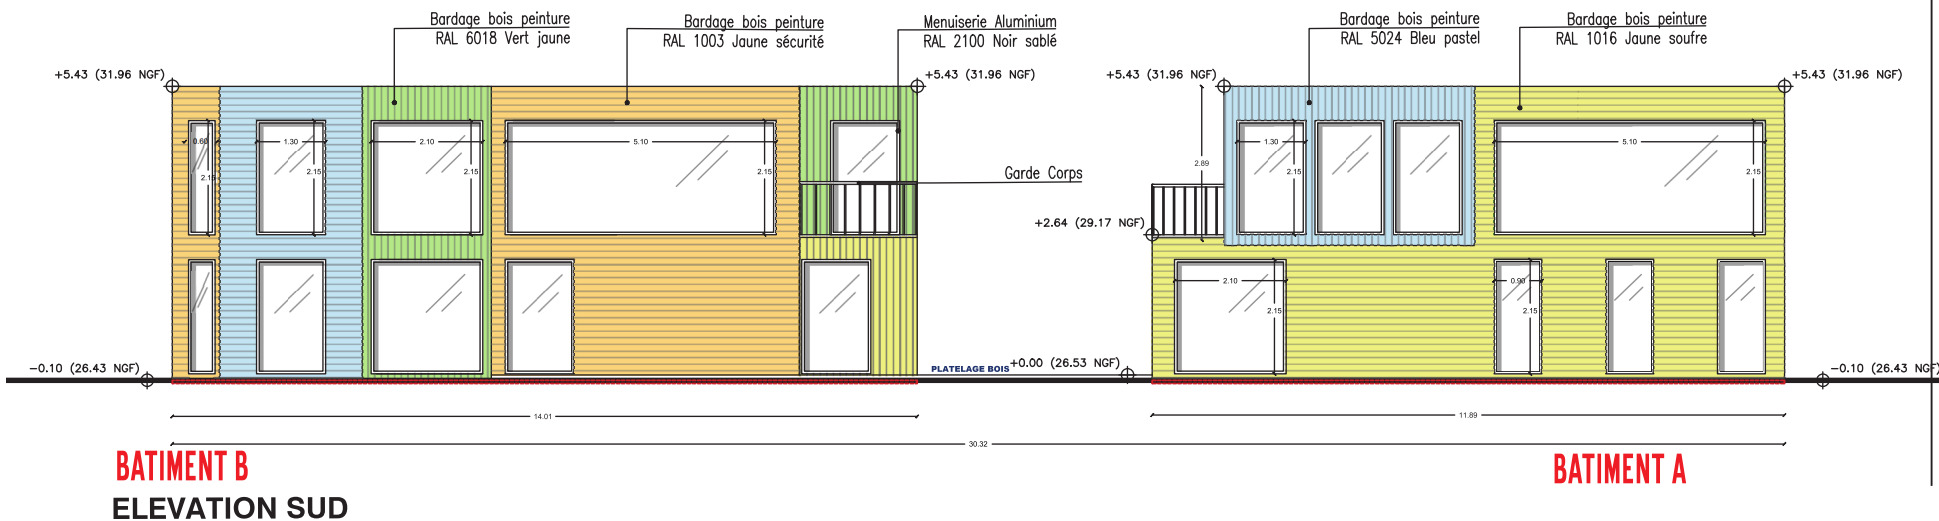 Bardage bois peinture
RAL 6018 Vert jaune
Bardage bois peinture
RAL 1003 Jaune sécurité
Menuiserie Aluminium
RAL 2100 Noir sablé
Bardage bois peinture
RAL 5024 Bleu pastel
Bardage bois peinture
RAL 1016 Jaune soufre
+5.43 (31.96 NGF)
+5.43 (31.96 NGF)
+5.43 (31.96 NGF)
+5.43 (31.96 NGF)
0.60
1.30
2.10
5.10
1.30
5.10
2.15
2.15
2.15
2.15
2.89
2.15
2.15
Garde Corps
+2.64 (29.17 NGF)
2.10
0.90
2.15
2.15
-0.10 (26.43 NGF)
PLATELAGE BOIS
+0.00 (26.53 NGF)
-0.10 (26.43 NGF)
14.01
11.89
30.32
BATIMENT B
BATIMENT A
ELEVATION SUD